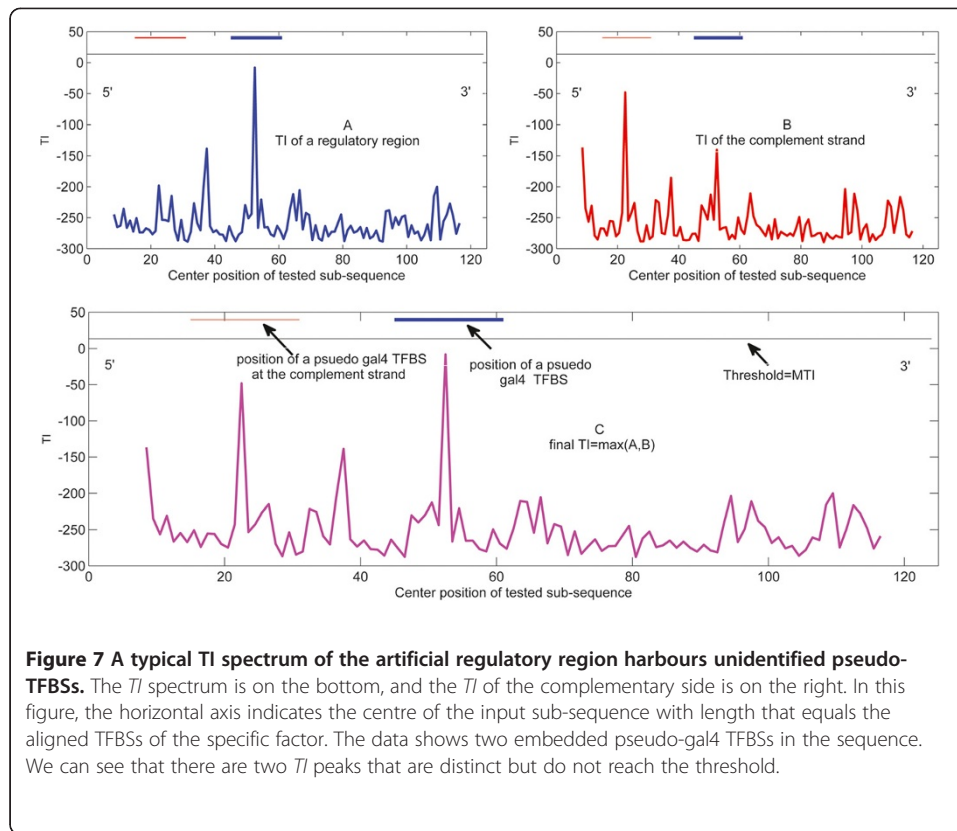 50
0
-50
-100
-150
-200
-250
-300
TI
5'
3'
A
TI of a regulatory region
0 20 40 60 80 100 120
Center position of tested sub-sequence
50
0
-50
-100
-150
-200
-250
-300
TI
5'
3'
B
TI of the complement strand
0 20 40 60 80 100 120
Center position of tested sub-sequence
50
0
-50
-100
-150
-200
-250
-300
TI
5'
3'
position of a psuedo gal4 TFBS
at the complement strand
position of a psuedo
gal4 TFBS
Threshold=MTI
C
final TI=max(A,B)
0 20 40 60 80 100 120
Center position of tested sub-sequence
Figure 7 A typical TI spectrum of the artificial regulatory region harbours unidentified pseudo-
TFBSs. The TI spectrum is on the bottom, and the TI of the complementary side is on the right. In this
figure, the horizontal axis indicates the centre of the input sub-sequence with length that equals the
aligned TFBSs of the specific factor. The data shows two embedded pseudo-gal4 TFBSs in the sequence.
We can see that there are two TI peaks that are distinct but do not reach the threshold.